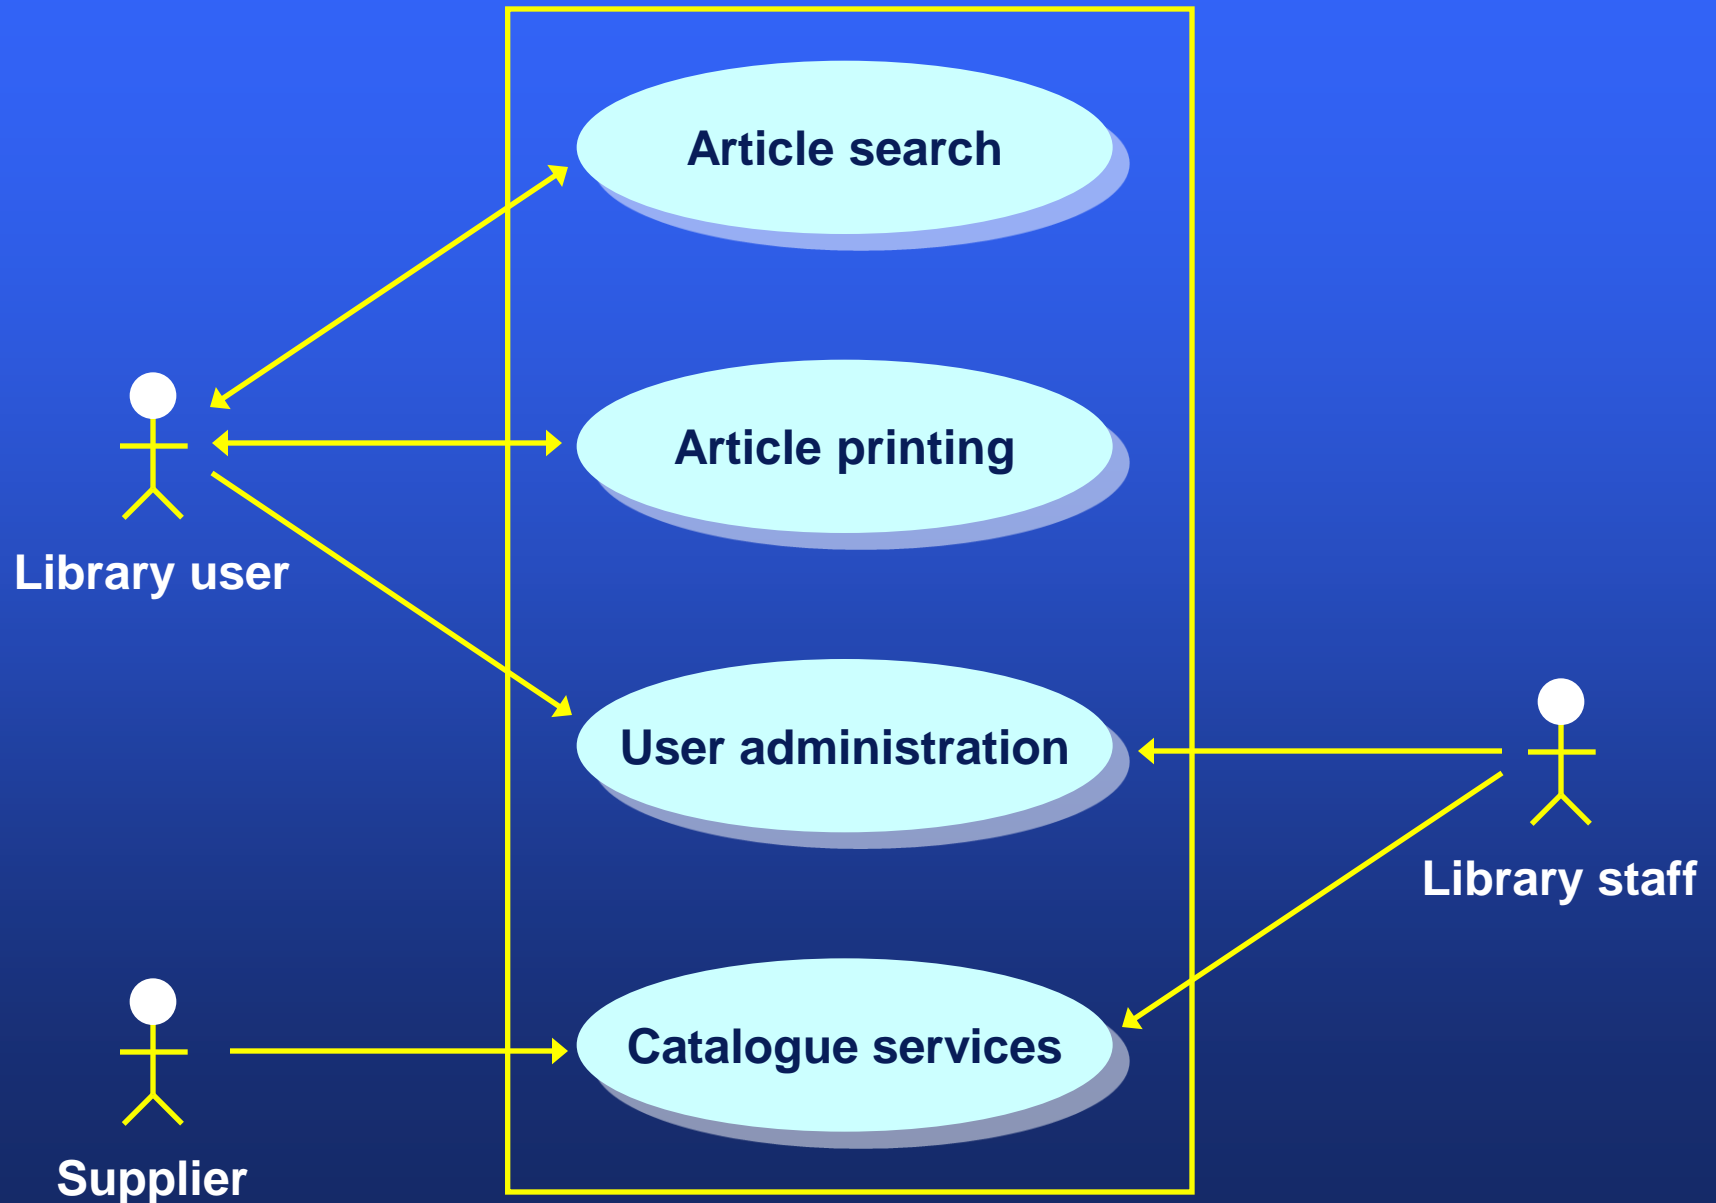 Article search
Article printing
Library user
User administration
Library staff
Catalogue services
Supplier